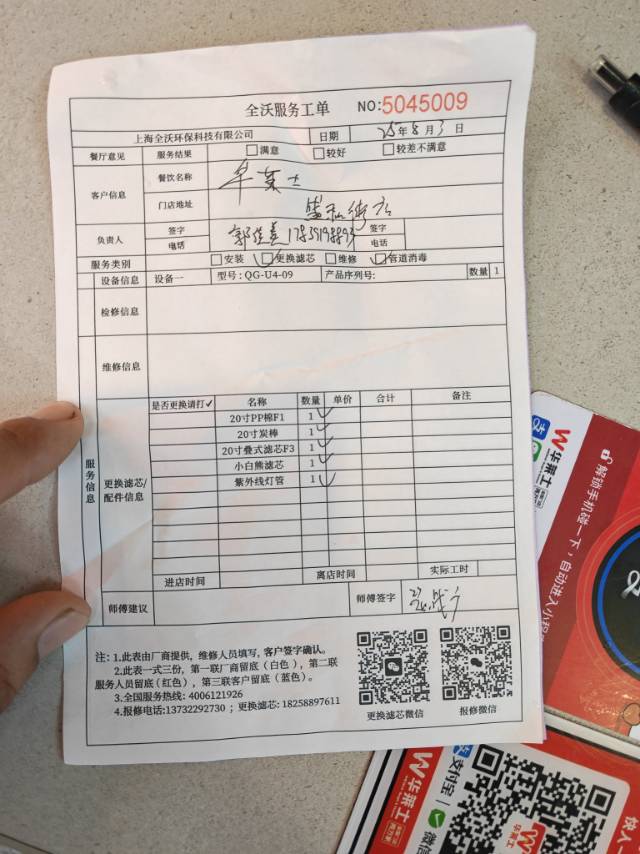 全沃服务工单 NO:5045009
上海全沃环保科技有限公司 日期 25年8月3日
餐厅意见 服务结果 □满意 □较好 □较差不满意
客户信息 餐饮名称 华莱士
门店地址
负责人 签字 签字
电话 电话
服务类别 □安装 □更换滤芯 □维修 □管道消毒
设备信息 设备一 型号: QG-U4-09 产品序列号: 数量 1
检修信息
维修信息
服务信息
更换滤芯/配件信息
是否更换请打✓ 名称 数量 单价 合计 备注
20寸PP棉F1 1 ✓
20寸炭棒 1 ✓
20寸叠式滤芯F3 1 ✓
小白熊滤芯 1 ✓
紫外线灯管 1 ✓
进店时间 离店时间 实际工时
师傅建议 师傅签字
注: 1.此表由厂商提供，维修人员填写, 客户签字确认。
2.此表一式三份, 第一联厂商留底 (白色) , 第二联
服务人员留底 (红色) , 第三联客户留底 (蓝色) 。
3.全国服务热线: 4006121926
4.报修电话:13732292730 ; 更换滤芯: 18258897611
更换滤芯微信 报修微信
华莱士
解锁手机碰一下，自动进入小程
W华莱士
支付宝 | 微信
华莱士
快人